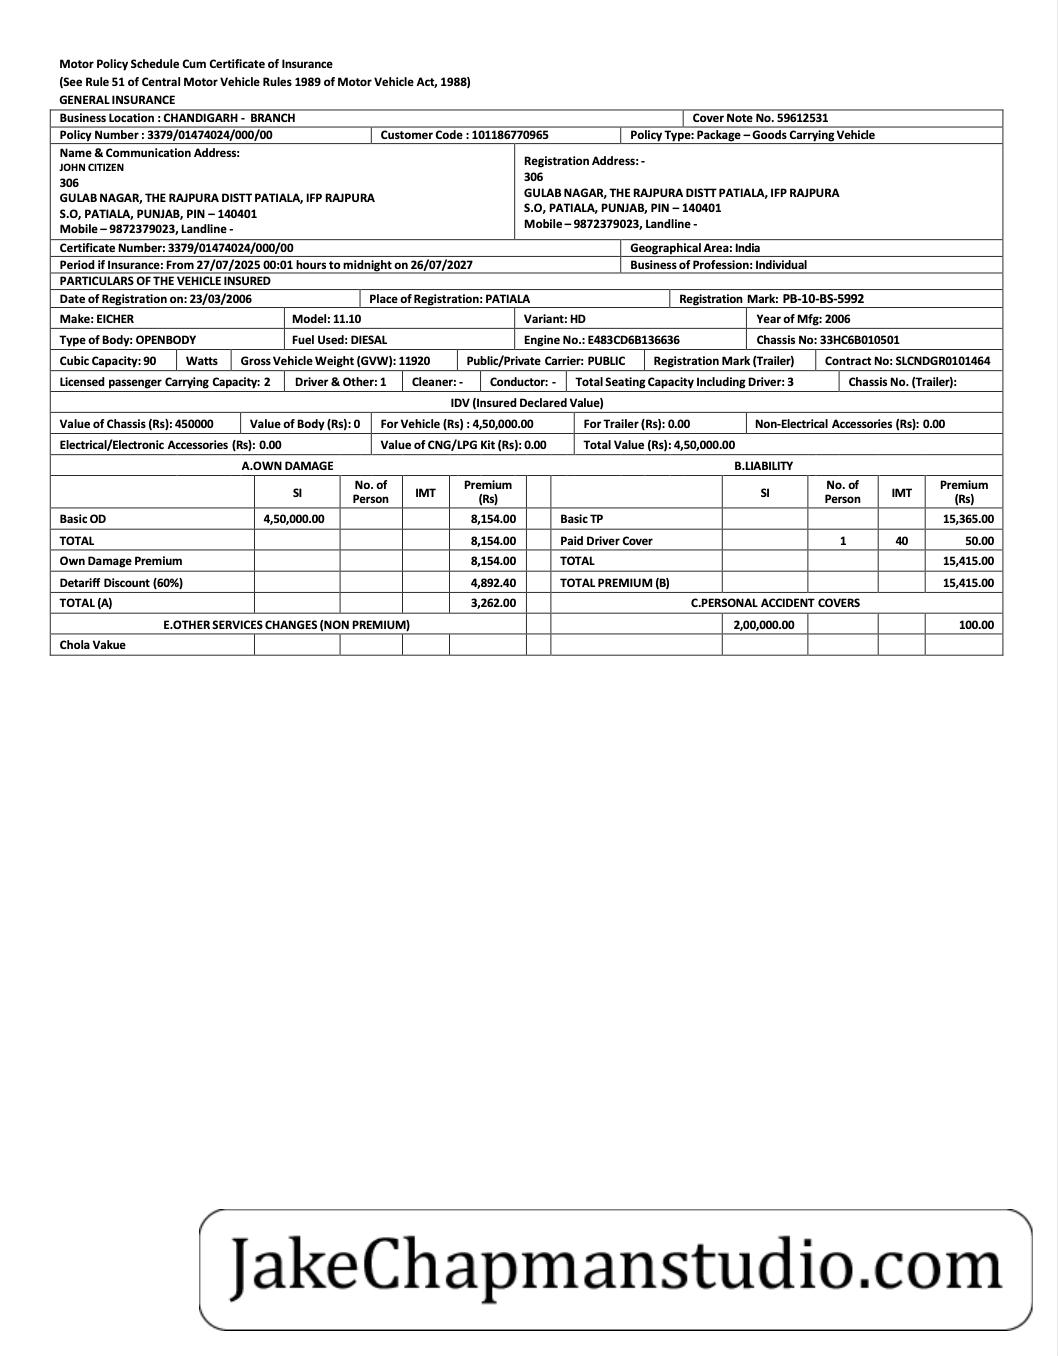 Motor Policy Schedule Cum Certificate of Insurance
(See Rule 51 of Central Motor Vehicle Rules 1989 of Motor Vehicle Act, 1988)
GENERAL INSURANCE
Business Location : CHANDIGARH - BRANCH Cover Note No. 59612531
Policy Number : 3379/01474024/000/00 Customer Code : 101186770965 Policy Type: Package – Goods Carrying Vehicle
Name & Communication Address:
JOHN CITIZEN
306
GULAB NAGAR, THE RAJPURA DISTT PATIALA, IFP RAJPURA
S.O, PATIALA, PUNJAB, PIN – 140401
Mobile – 9872379023, Landline -
Registration Address: -
306
GULAB NAGAR, THE RAJPURA DISTT PATIALA, IFP RAJPURA
S.O, PATIALA, PUNJAB, PIN – 140401
Mobile – 9872379023, Landline -
Certificate Number: 3379/01474024/000/00 Geographical Area: India
Period if Insurance: From 27/07/2025 00:01 hours to midnight on 26/07/2027 Business of Profession: Individual
PARTICULARS OF THE VEHICLE INSURED
Date of Registration on: 23/03/2006 Place of Registration: PATIALA Registration Mark: PB-10-BS-5992
Make: EICHER Model: 11.10 Variant: HD Year of Mfg: 2006
Type of Body: OPENBODY Fuel Used: DIESAL Engine No.: E483CD6B136636 Chassis No: 33HC6B010501
Cubic Capacity: 90 Watts Gross Vehicle Weight (GVW): 11920 Public/Private Carrier: PUBLIC Registration Mark (Trailer) Contract No: SLCNDGR0101464
Licensed passenger Carrying Capacity: 2 Driver & Other: 1 Cleaner: - Conductor: - Total Seating Capacity Including Driver: 3 Chassis No. (Trailer):
IDV (Insured Declared Value)
Value of Chassis (Rs): 450000 Value of Body (Rs): 0 For Vehicle (Rs) : 4,50,000.00 For Trailer (Rs): 0.00 Non-Electrical Accessories (Rs): 0.00
Electrical/Electronic Accessories (Rs): 0.00 Value of CNG/LPG Kit (Rs): 0.00 Total Value (Rs): 4,50,000.00
A.OWN DAMAGE B.LIABILITY
SI No. of Person IMT Premium (Rs) SI No. of Person IMT Premium (Rs)
Basic OD 4,50,000.00 8,154.00 Basic TP 15,365.00
TOTAL 8,154.00 Paid Driver Cover 1 40 50.00
Own Damage Premium 8,154.00 TOTAL 15,415.00
Detariff Discount (60%) 4,892.40 TOTAL PREMIUM (B) 15,415.00
TOTAL (A) 3,262.00 C.PERSONAL ACCIDENT COVERS
E.OTHER SERVICES CHANGES (NON PREMIUM) 2,00,000.00 100.00
Chola Vakue
JakeChapmanstudio.com